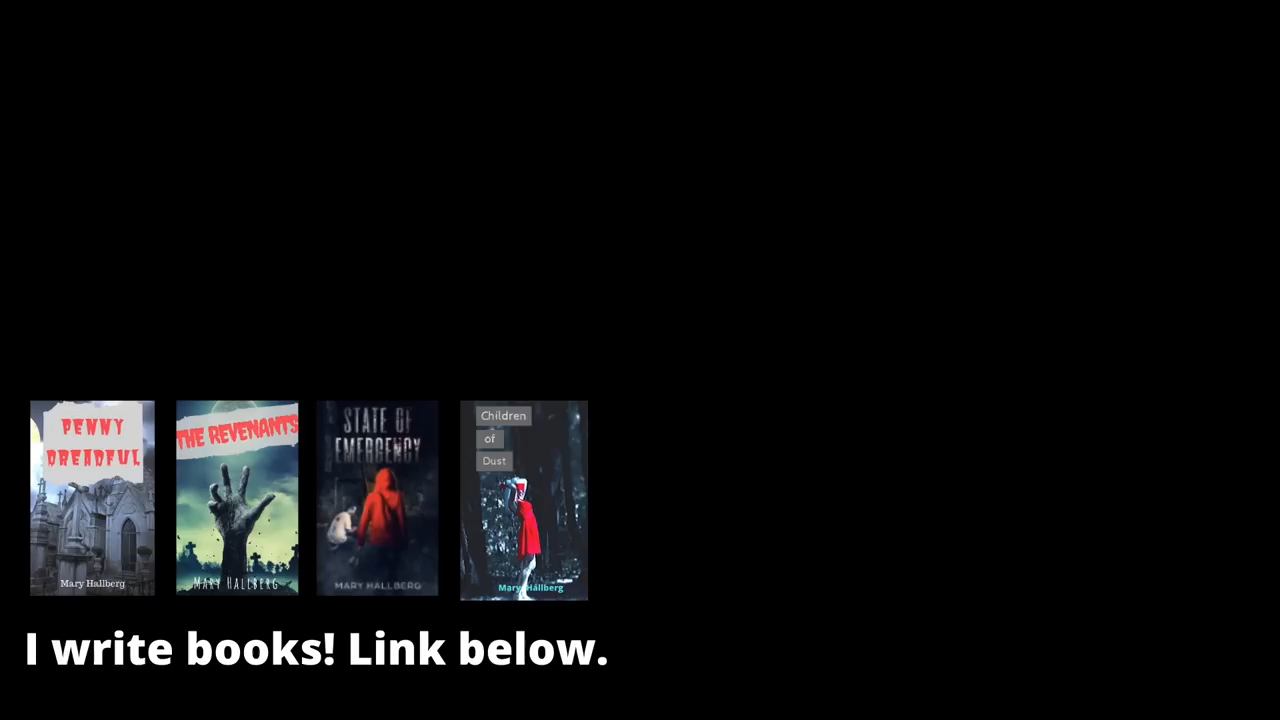 PENNY
DREADFUL
Mary Hallberg
THE REVENANTS
MARY HALLBERG
STATE OF
EMERGENCY
MARY HALLBERG
Children
of
Dust
Mary Hallberg
I write books! Link below.